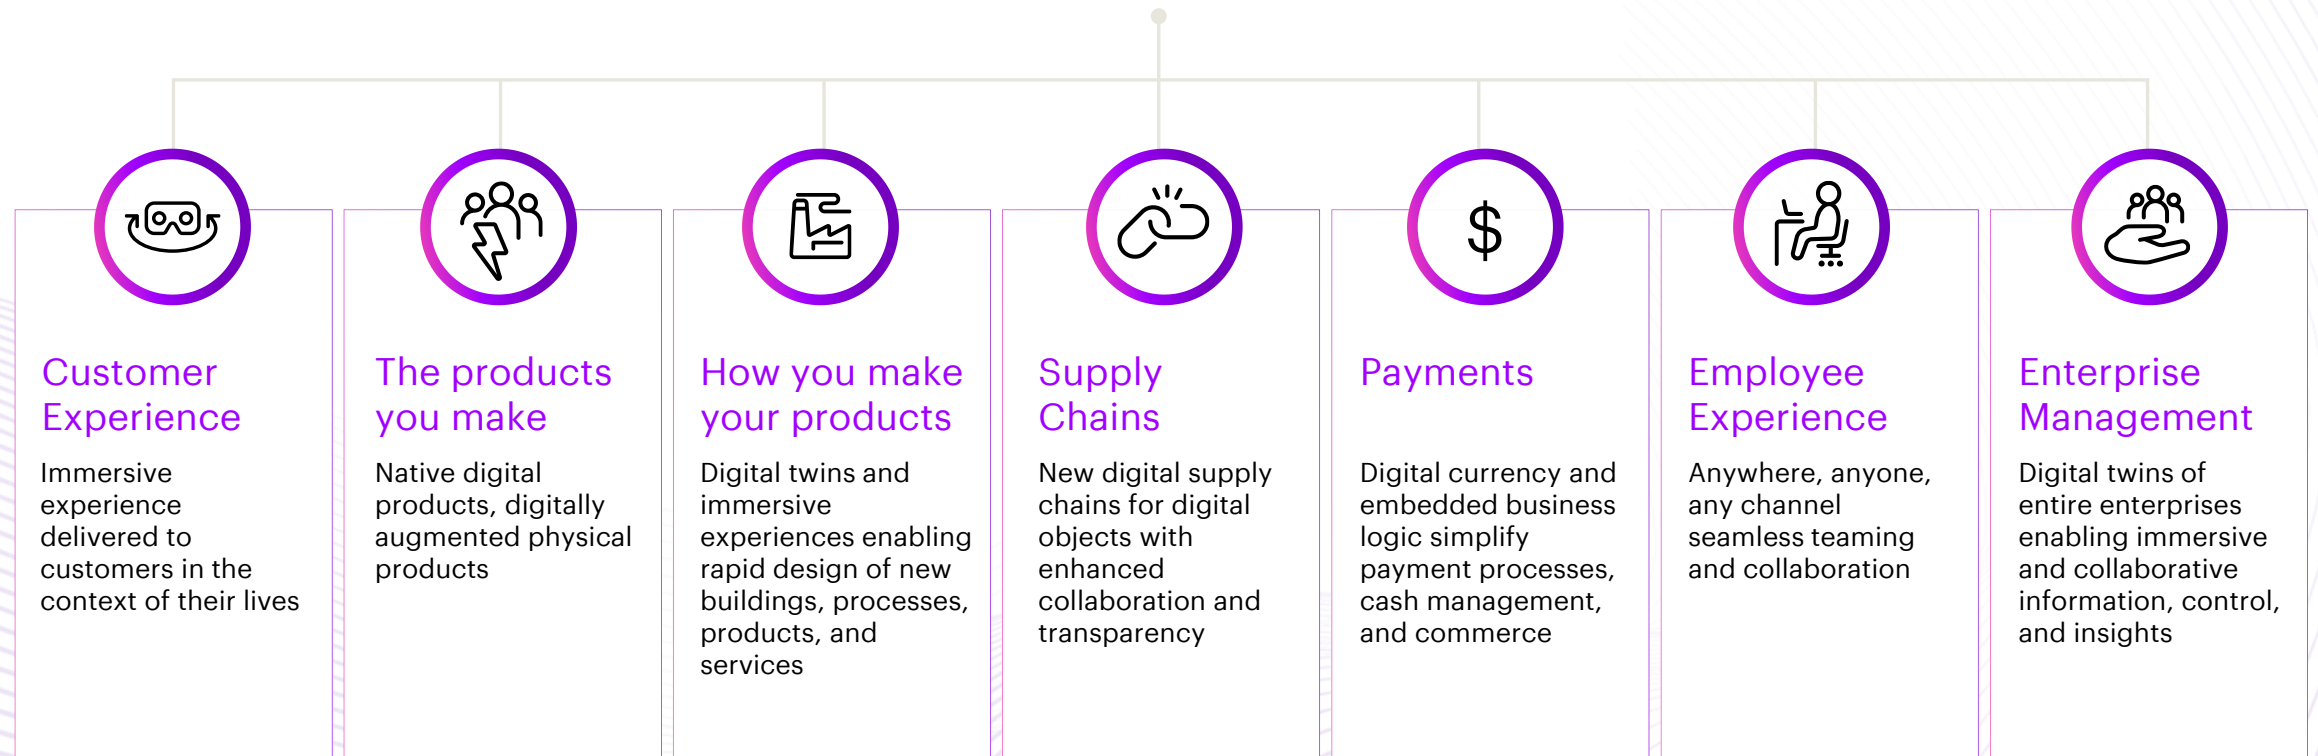 Customer
Experience
Immersive
experience
delivered to
customers in the
context of their lives
The products
you make
Native digital
products, digitally
augmented physical
products
How you make
your products
Digital twins and
immersive
experiences enabling
rapid design of new
buildings, processes,
products, and
services
Supply
Chains
New digital supply
chains for digital
objects with
enhanced
collaboration and
transparency
$
Payments
Digital currency and
embedded business
logic simplify
payment processes,
cash management,
and commerce
Employee
Experience
Anywhere, anyone,
any channel
seamless teaming
and collaboration
Enterprise
Management
Digital twins of
entire enterprises
enabling immersive
and collaborative
information, control,
and insights